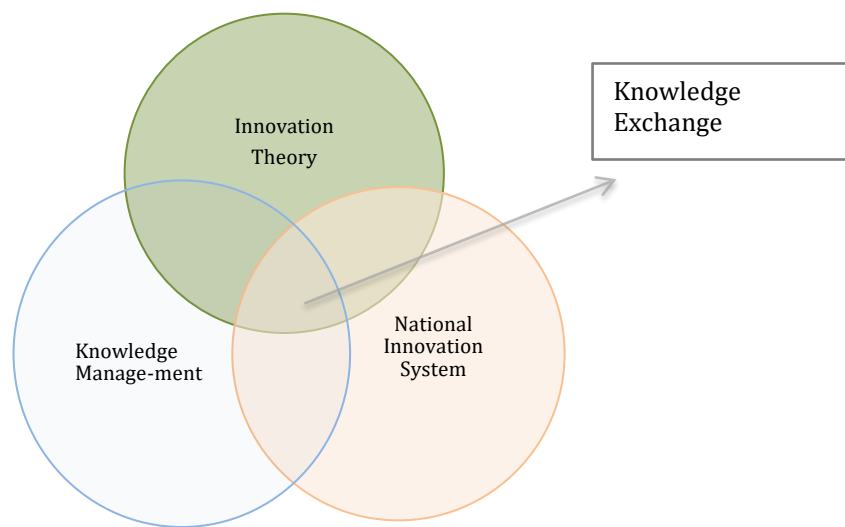 Innovation
Theory
Knowledge
Exchange
National
Innovation
System
Knowledge
Manage-ment